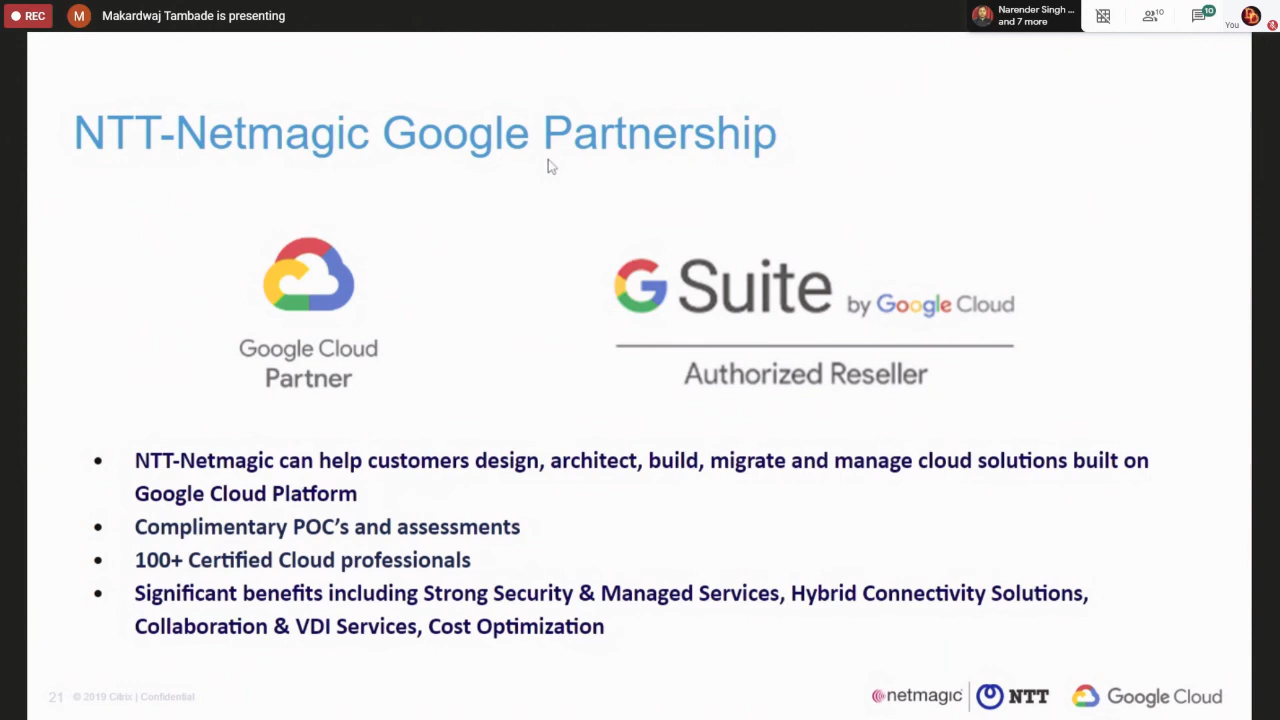 REC
M
Makardwaj Tambade is presenting
Narender Singh ...
and 7 more
10
10
You
NTT-Netmagic Google Partnership
Google Cloud
Partner
G Suite by Google Cloud
Authorized Reseller
• NTT-Netmagic can help customers design, architect, build, migrate and manage cloud solutions built on
Google Cloud Platform
• Complimentary POC’s and assessments
• 100+ Certified Cloud professionals
• Significant benefits including Strong Security & Managed Services, Hybrid Connectivity Solutions,
Collaboration & VDI Services, Cost Optimization
21 © 2019 Citrix | Confidential
netmagic NTT Google Cloud